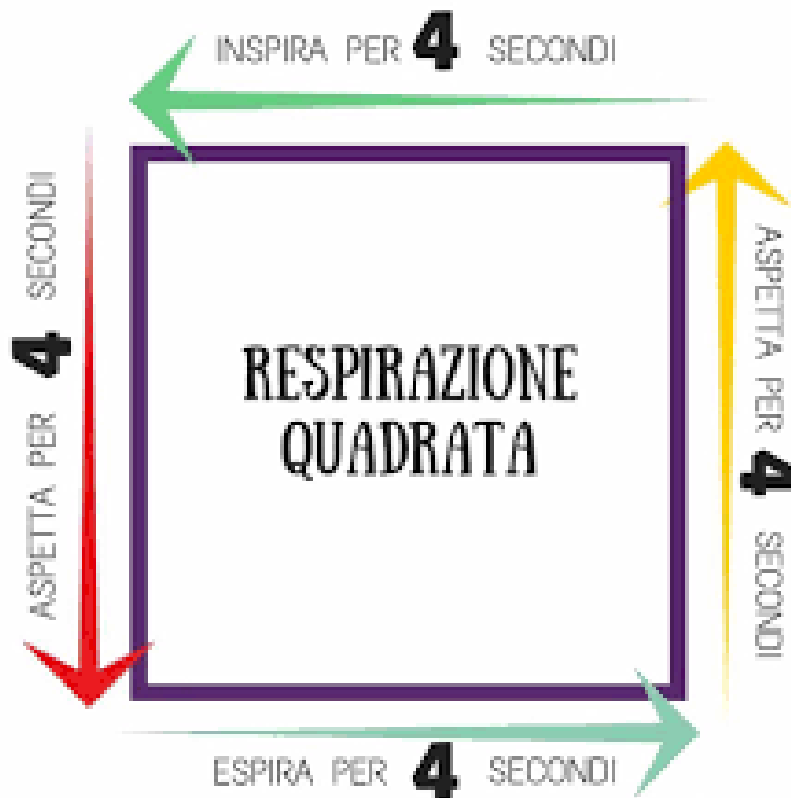 INSPIRA PER 4 SECONDI
ASPETTA PER 4 SECONDI
RESPIRAZIONE
QUADRATA
ASPETTA PER 4 SECONDI
ESPIRA PER 4 SECONDI